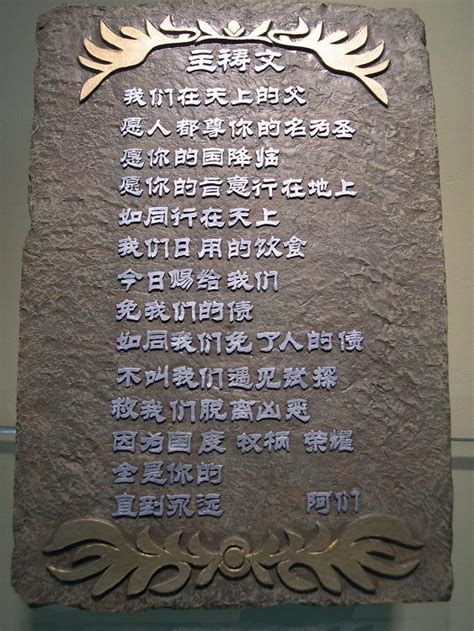 主祷文
我们在天上的父
愿人都尊你的名为圣
愿你的国降临
愿你的旨意行在地上
如同行在天上
我们日用的饮食
今日赐给我们
免我们的债
如同我们免了人的债
不叫我们遇见试探
救我们脱离凶恶
因为国度 权柄 荣耀
全是你的
直到永远 阿们